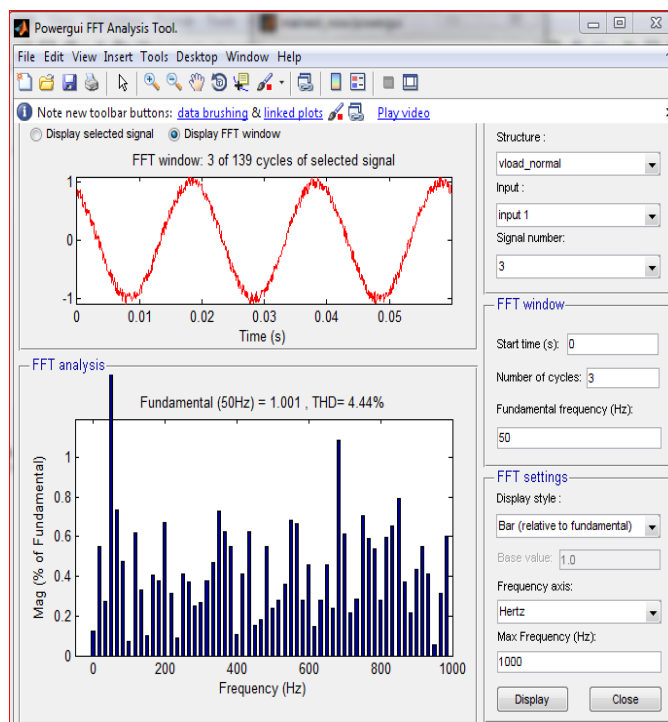 Powergui FFT Analysis Tool.
File Edit View Insert Tools Desktop Window Help
Note new toolbar buttons: data brushing & linked plots Play video
Display selected signal Display FFT window
FFT window: 3 of 139 cycles of selected signal
1
0
-1
0 0.01 0.02 0.03 0.04 0.05
Time (s)
FFT analysis
Fundamental (50Hz) = 1.001 , THD= 4.44%
Mag (% of Fundamental)
1
0.8
0.6
0.4
0.2
0
0 200 400 600 800 1000
Frequency (Hz)
Structure :
vload_normal
Input :
input 1
Signal number:
3
FFT window
Start time (s): 0
Number of cycles: 3
Fundamental frequency (Hz):
50
FFT settings
Display style :
Bar (relative to fundamental)
Base value: 1.0
Frequency axis:
Hertz
Max Frequency (Hz):
1000
Display Close